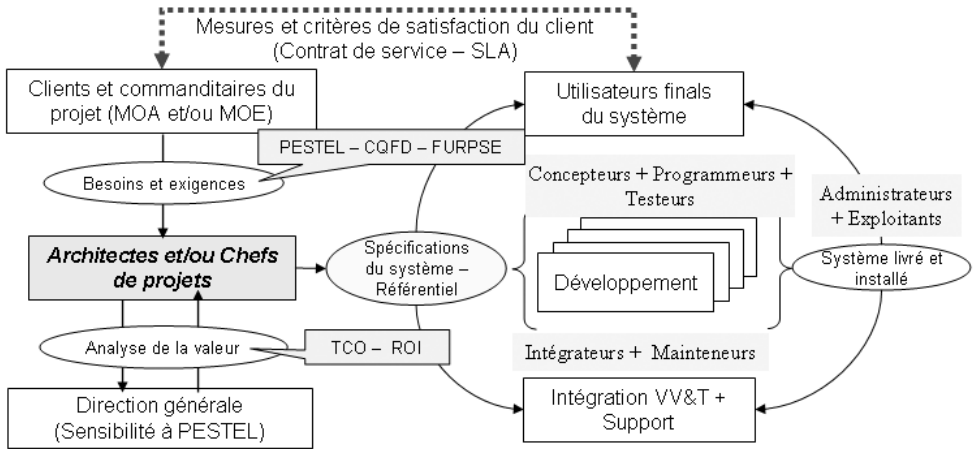 Mesures et critères de satisfaction du client
(Contrat de service – SLA)
Clients et commanditaires du
projet (MOA et/ou MOE)
Utilisateurs finals
du système
PESTEL – CQFD – FURPSE
Besoins et exigences
Concepteurs + Programmeurs +
Testeurs
Administrateurs
+ Exploitants
Architectes et/ou Chefs
de projets
Spécifications
du système –
Référentiel
Développement
Système livré et
installé
Analyse de la valeur
TCO – ROI
Intégrateurs + Mainteneurs
Direction générale
(Sensibilité à PESTEL)
Intégration VV&T +
Support